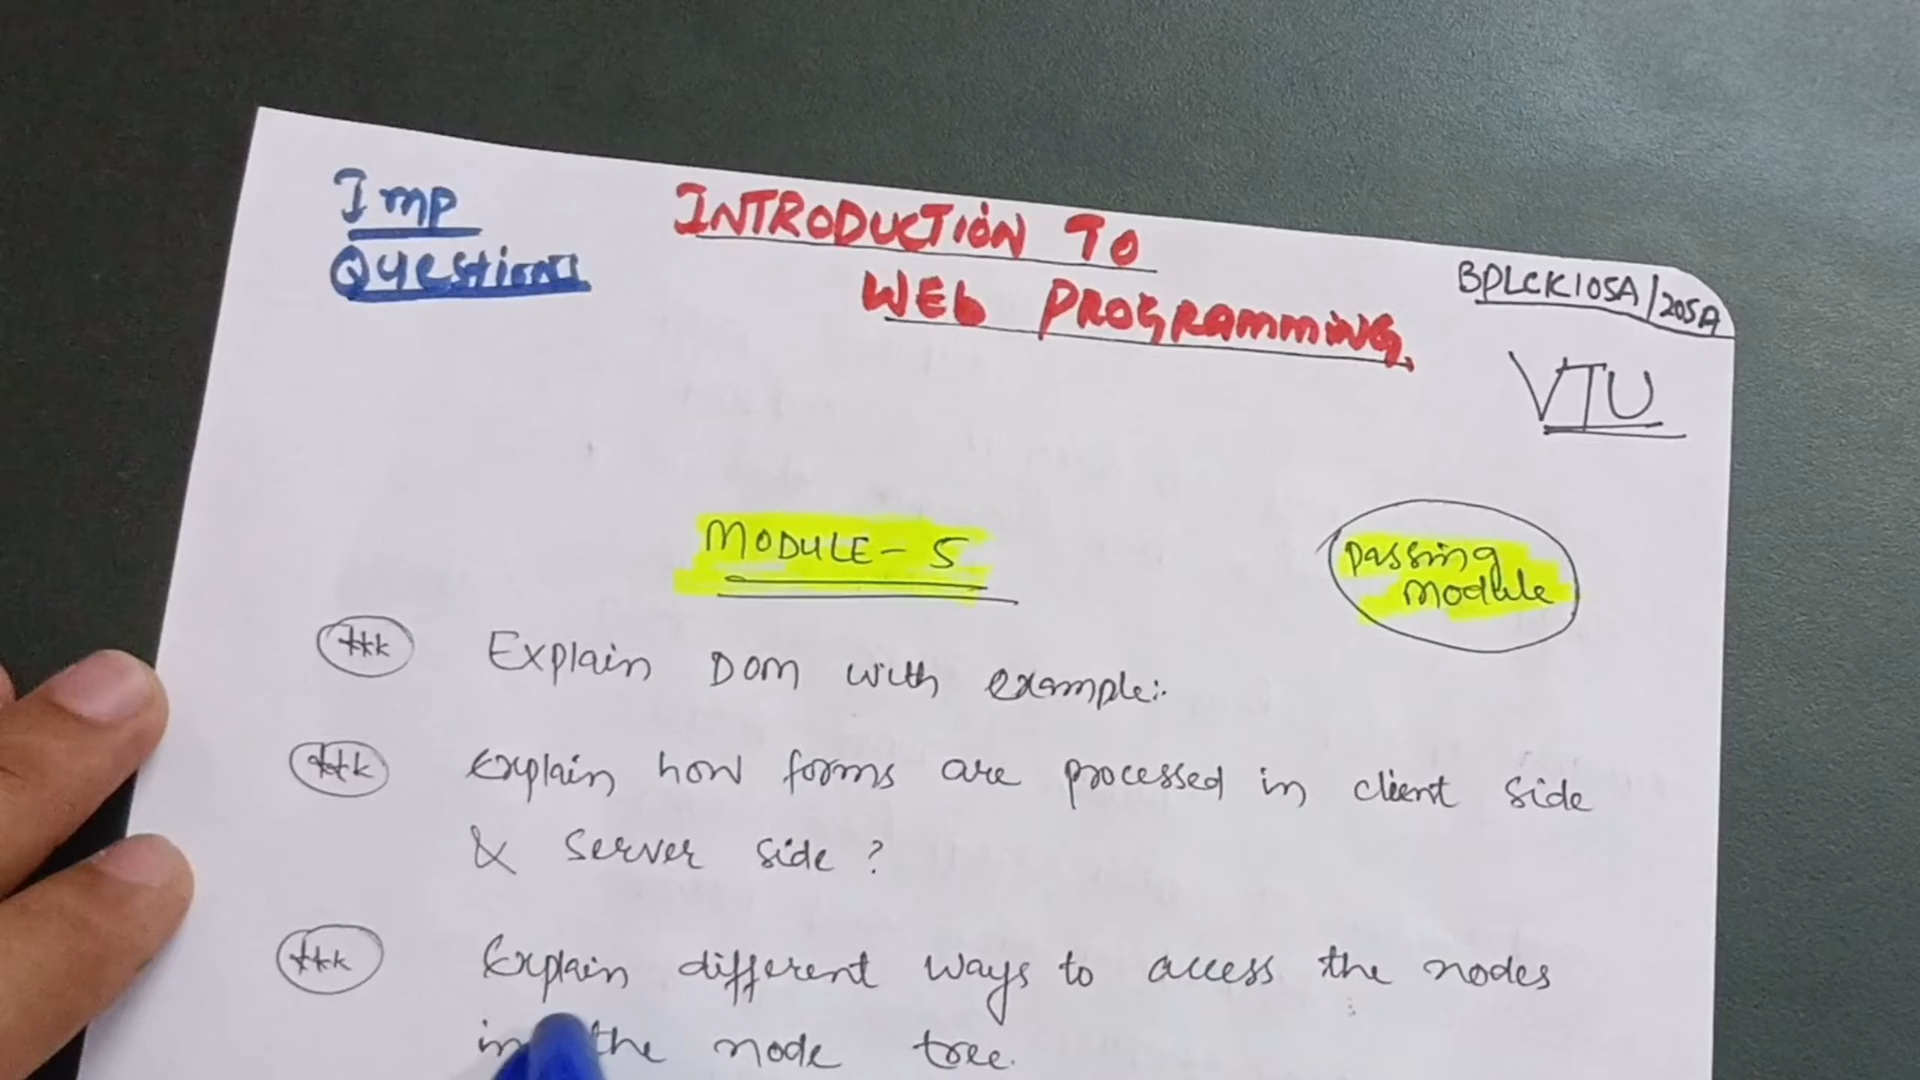 Imp
Questions
INTRODUCTION TO
WEB PROGRAMMING.
BPLCK105A/205A
VTU
MODULE - 5
Passing
Module
*** Explain DOM with example:.
*** Explain how forms are processed in client side
& server side ?
*** Explain different ways to access the nodes
in the node tree.